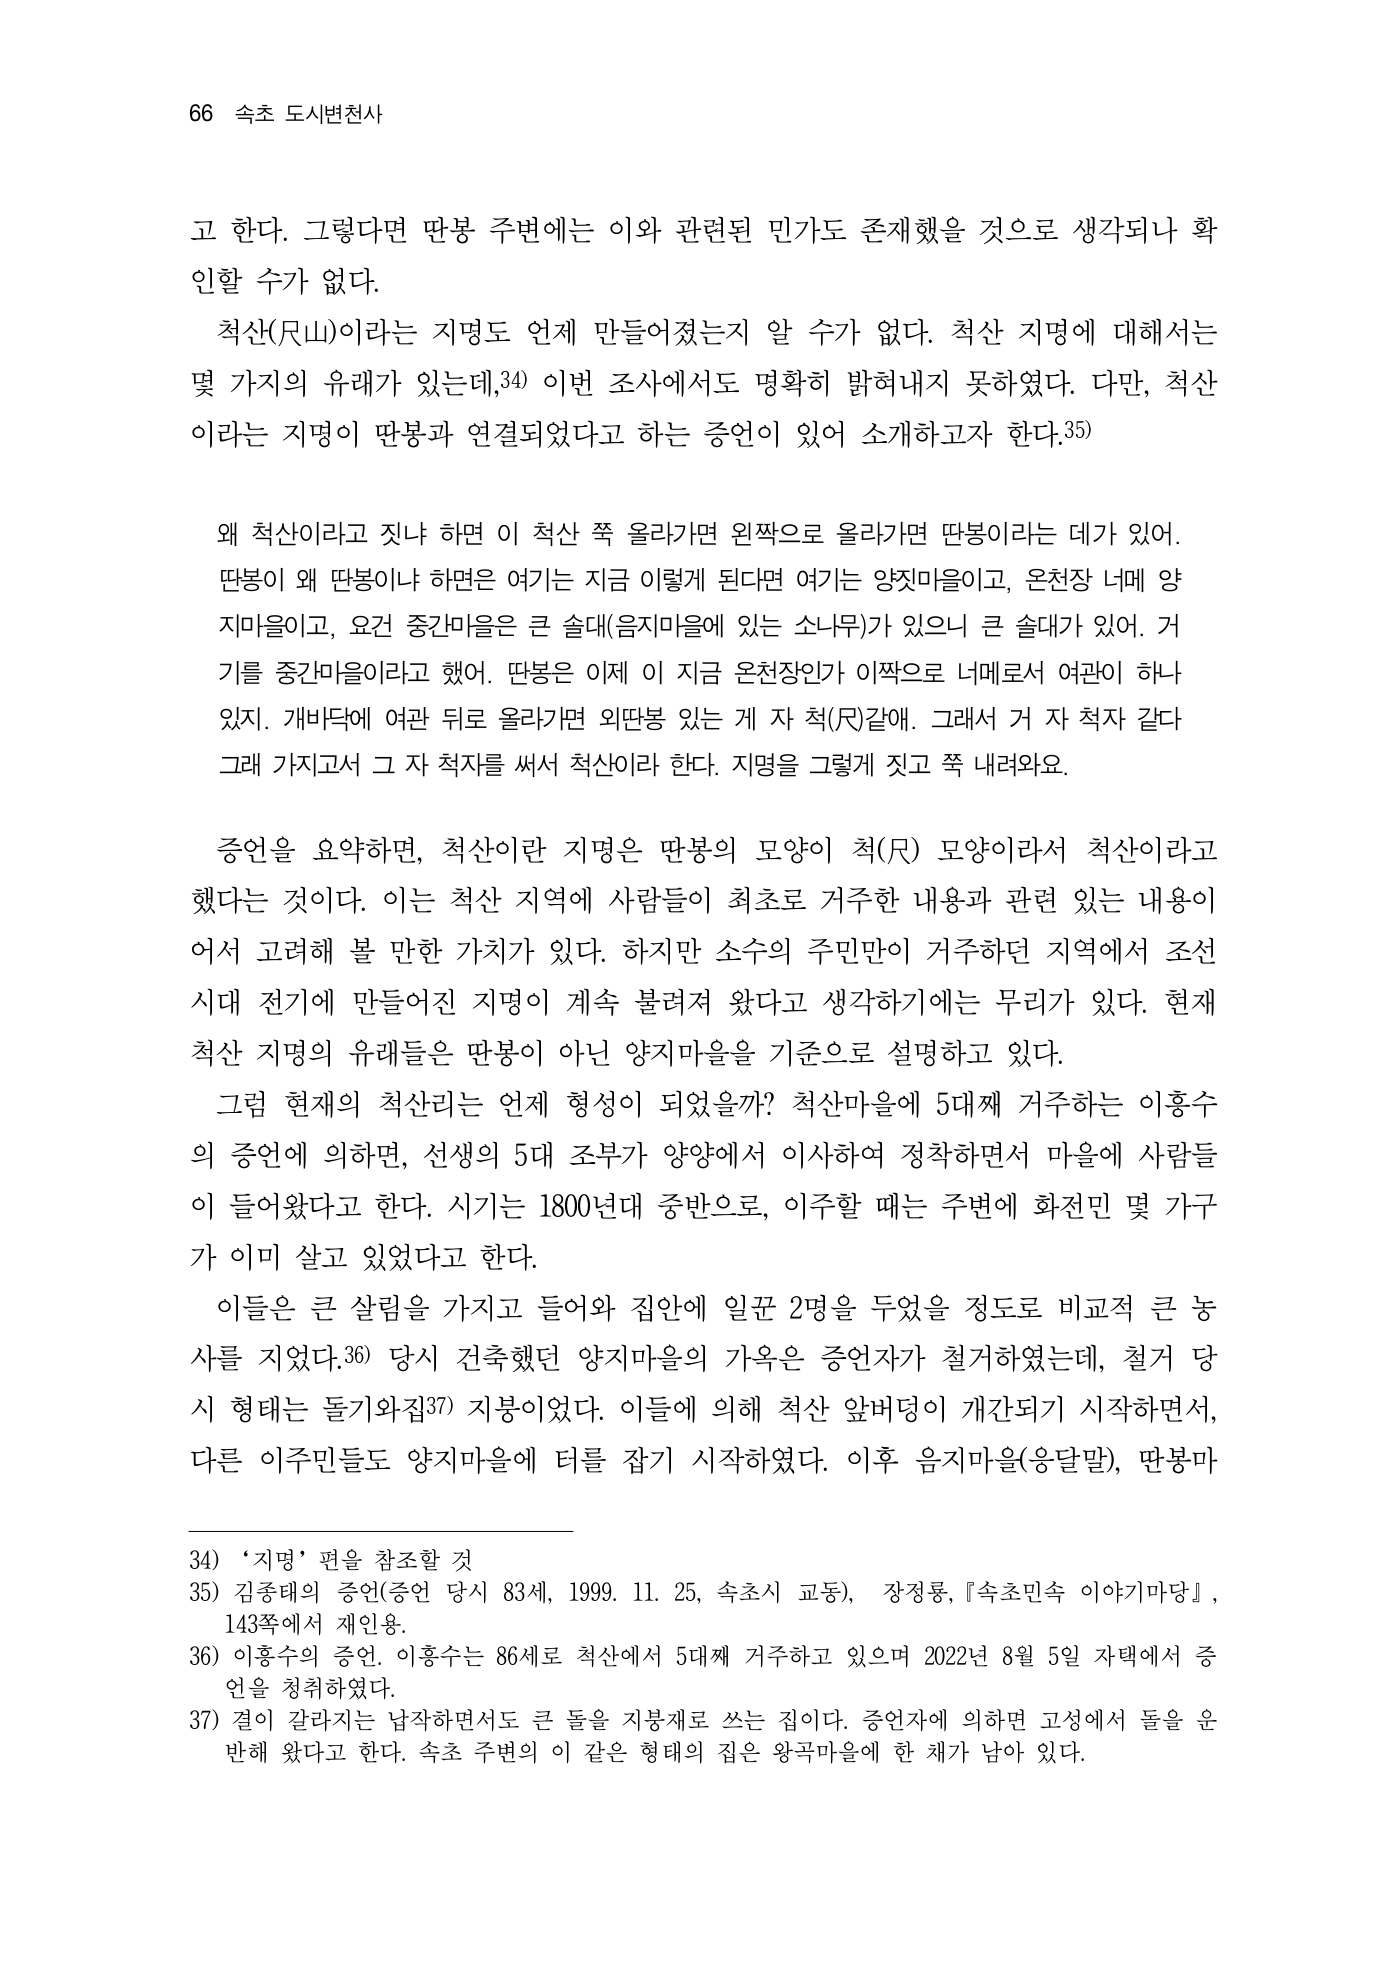 66 속초 도시변천사
고 한다. 그렇다면 딴봉 주변에는 이와 관련된 민가도 존재했을 것으로 생각되나 확
인할 수가 없다.
척산(尺山)이라는 지명도 언제 만들어졌는지 알 수가 없다. 척산 지명에 대해서는
몇 가지의 유래가 있는데,34) 이번 조사에서도 명확히 밝혀내지 못하였다. 다만, 척산
이라는 지명이 딴봉과 연결되었다고 하는 증언이 있어 소개하고자 한다.35)
왜 척산이라고 짓냐 하면 이 척산 쭉 올라가면 왼짝으로 올라가면 딴봉이라는 데가 있어.
딴봉이 왜 딴봉이냐 하면은 여기는 지금 이렇게 된다면 여기는 양짓마을이고, 온천장 너메 양
지마을이고, 요건 중간마을은 큰 솔대(음지마을에 있는 소나무)가 있으니 큰 솔대가 있어. 거
기를 중간마을이라고 했어. 딴봉은 이제 이 지금 온천장인가 이짝으로 너메로서 여관이 하나
있지. 개바닥에 여관 뒤로 올라가면 외딴봉 있는 게 자 척(尺)같애. 그래서 거 자 척자 같다
그래 가지고서 그 자 척자를 써서 척산이라 한다. 지명을 그렇게 짓고 쭉 내려와요.
증언을 요약하면, 척산이란 지명은 딴봉의 모양이 척(尺) 모양이라서 척산이라고
했다는 것이다. 이는 척산 지역에 사람들이 최초로 거주한 내용과 관련 있는 내용이
어서 고려해 볼 만한 가치가 있다. 하지만 소수의 주민만이 거주하던 지역에서 조선
시대 전기에 만들어진 지명이 계속 불려져 왔다고 생각하기에는 무리가 있다. 현재
척산 지명의 유래들은 딴봉이 아닌 양지마을을 기준으로 설명하고 있다.
그럼 현재의 척산리는 언제 형성이 되었을까? 척산마을에 5대째 거주하는 이흥수
의 증언에 의하면, 선생의 5대 조부가 양양에서 이사하여 정착하면서 마을에 사람들
이 들어왔다고 한다. 시기는 1800년대 중반으로, 이주할 때는 주변에 화전민 몇 가구
가 이미 살고 있었다고 한다.
이들은 큰 살림을 가지고 들어와 집안에 일꾼 2명을 두었을 정도로 비교적 큰 농
사를 지었다.36) 당시 건축했던 양지마을의 가옥은 증언자가 철거하였는데, 철거 당
시 형태는 돌기와집37) 지붕이었다. 이들에 의해 척산 앞버덩이 개간되기 시작하면서,
다른 이주민들도 양지마을에 터를 잡기 시작하였다. 이후 음지마을(응달말), 딴봉마
34) ‘지명’ 편을 참조할 것
35) 김종태의 증언(증언 당시 83세, 1999. 11. 25, 속초시 교동), 장정룡,『속초민속 이야기마당』,
143쪽에서 재인용.
36) 이흥수의 증언. 이흥수는 86세로 척산에서 5대째 거주하고 있으며 2022년 8월 5일 자택에서 증
언을 청취하였다.
37) 결이 갈라지는 납작하면서도 큰 돌을 지붕재로 쓰는 집이다. 증언자에 의하면 고성에서 돌을 운
반해 왔다고 한다. 속초 주변의 이 같은 형태의 집은 왕곡마을에 한 채가 남아 있다.